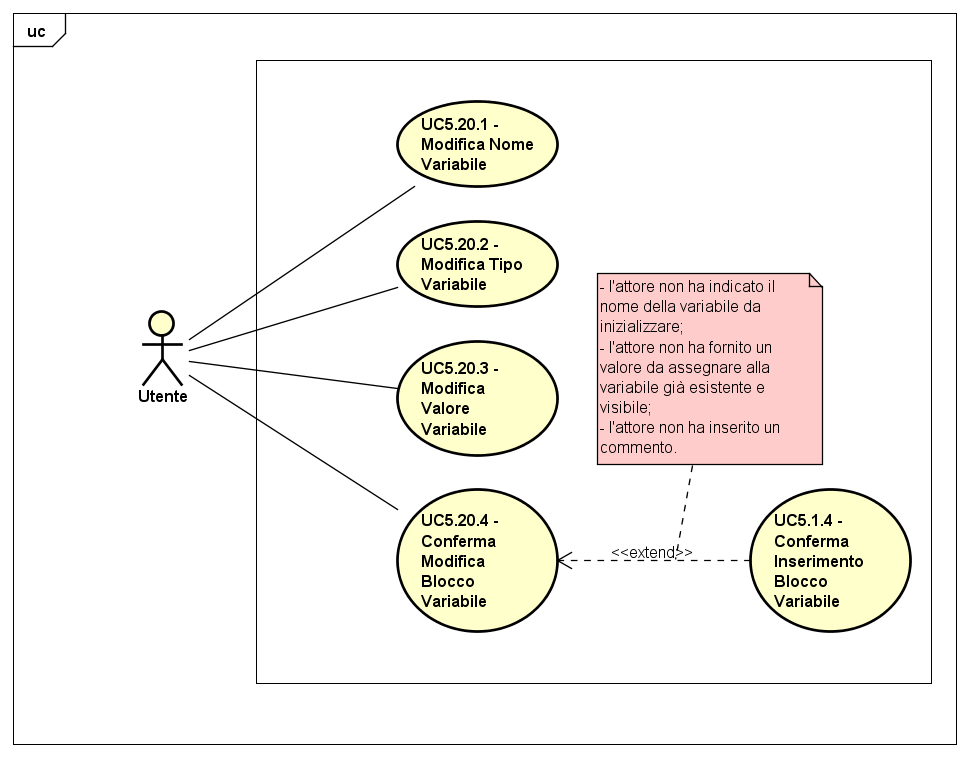 uc
UC5.20.1 -
Modifica Nome
Variabile
UC5.20.2 -
Modifica Tipo
Variabile
- l'attore non ha indicato il
nome della variabile da
inizializzare;
- l'attore non ha fornito un
valore da assegnare alla
variabile già esistente e
visibile;
- l'attore non ha inserito un
commento.
Utente
UC5.20.3 -
Modifica
Valore
Variabile
UC5.20.4 -
Conferma
Modifica
Blocco
Variabile
<<extend>>
UC5.1.4 -
Conferma
Inserimento
Blocco
Variabile